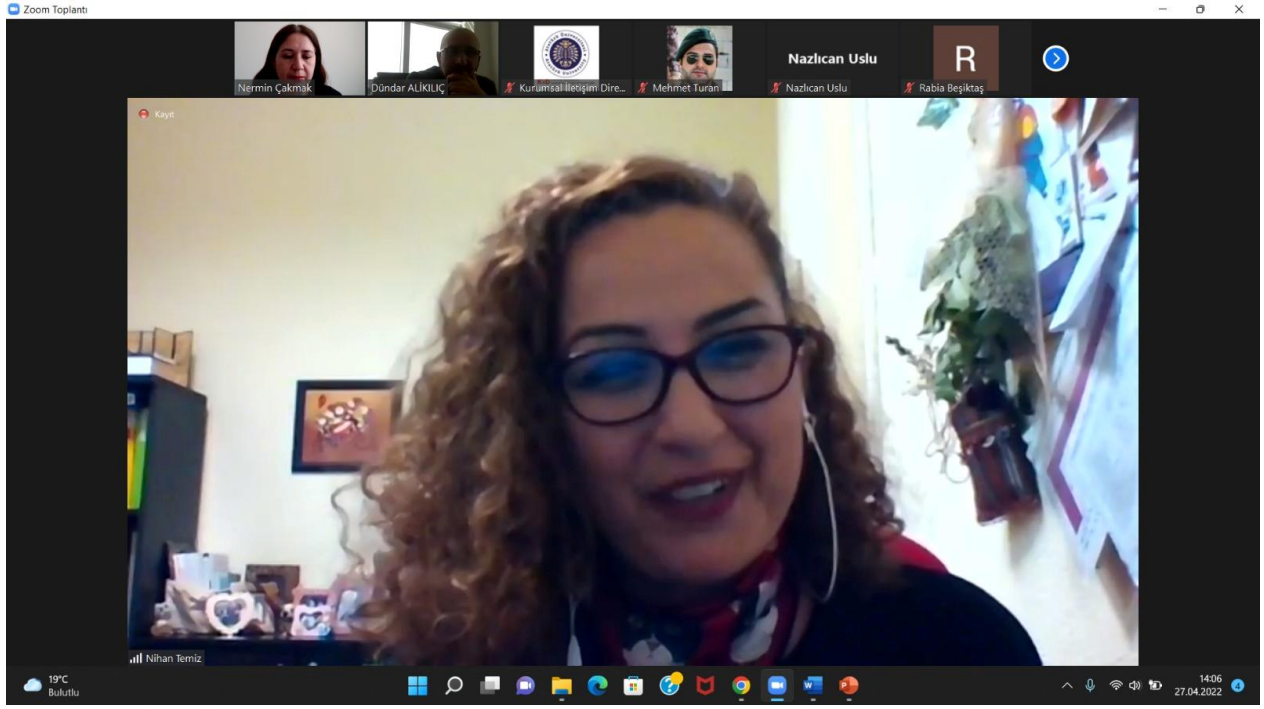 Zoom Toplantı
Nermin Çakmak
Dündar ALİKILIÇ
Kurumsal İletişim Dire...
Mehmet Turan
Nazlıcan Uslu
Nazlıcan Uslu
R
Rabia Beşiktaş
Kayıt
Nihan Temiz
19°C
Bulutlu
14:06
27.04.2022
4